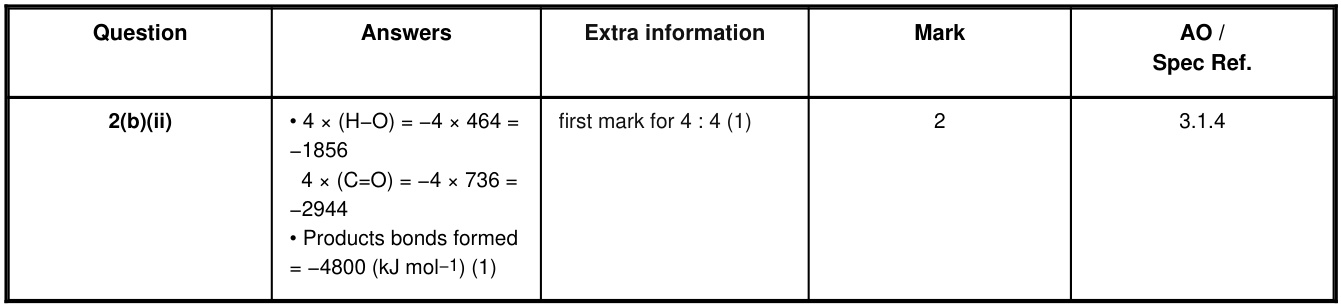 Question Answers Extra information Mark AO /
Spec Ref.
2(b)(ii) • 4 × (H–O) = −4 × 464 = first mark for 4 : 4 (1) 2 3.1.4
−1856
4 × (C=O) = −4 × 736 =
−2944
• Products bonds formed
= −4800 (kJ mol−1) (1)